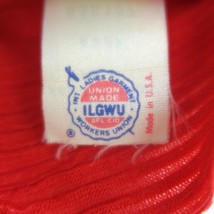 INT'L LADIES GARMENT
UNION
MADE
ILGWU
AFL CIO
WORKERS UNION
®
Made in U.S.A.